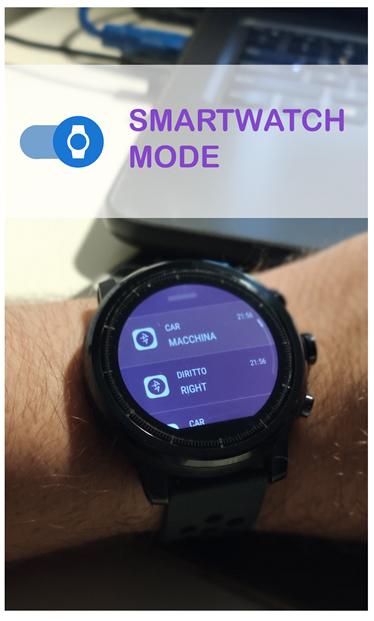 SMARTWATCH
MODE
CAR
21:56
MACCHINA
DIRITTO
21:56
RIGHT
CAR